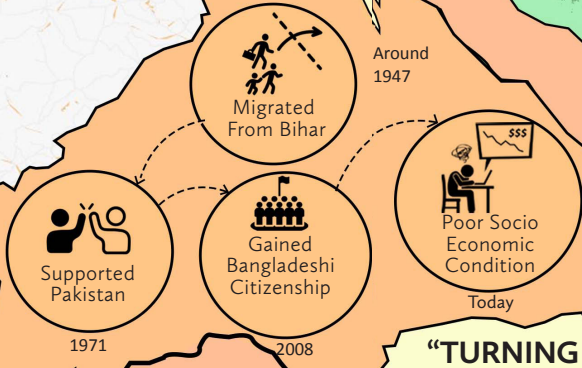 Around
1947
Migrated
From Bihar
Supported
Pakistan
1971
Gained
Bangladeshi
Citizenship
2008
$$$
Poor Socio
Economic
Condition
Today
“TURNING